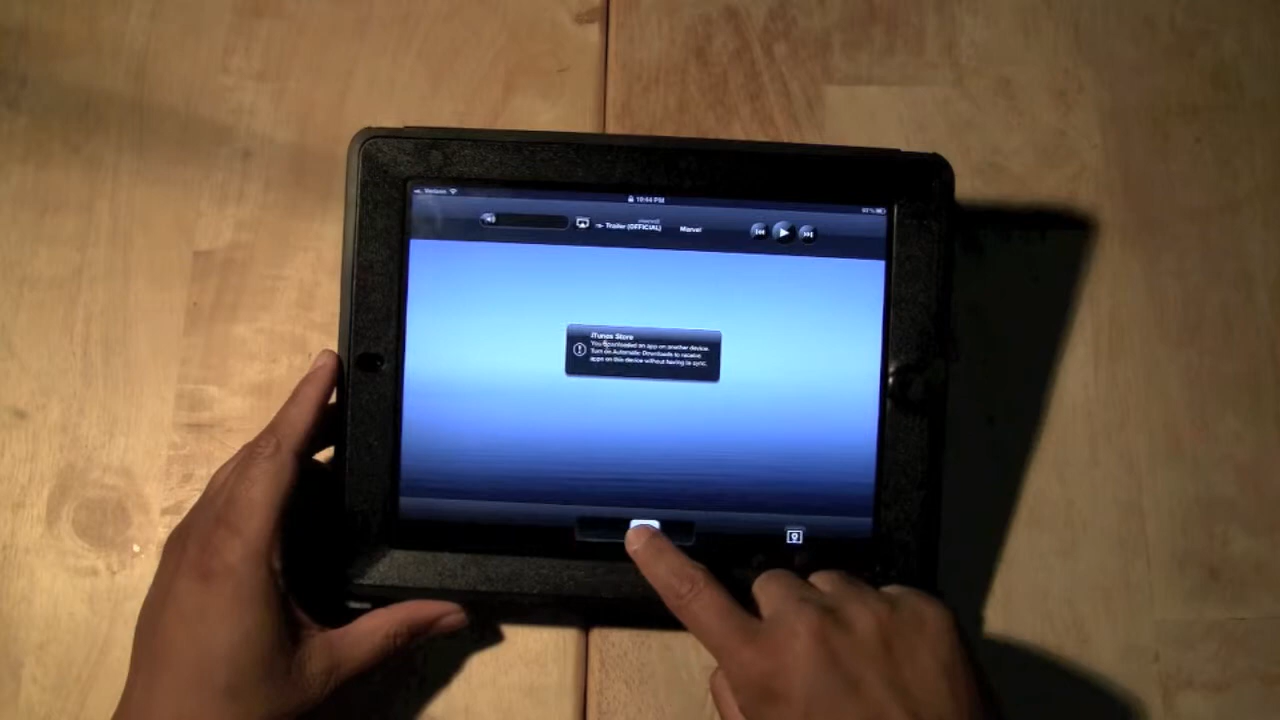 Verizon
10:44 PM
Trailer (OFFICIAL)
Marvel
iTunes Store
You downloaded an app on another device.
Turn on Automatic Downloads to receive
apps on this device without having to sync.